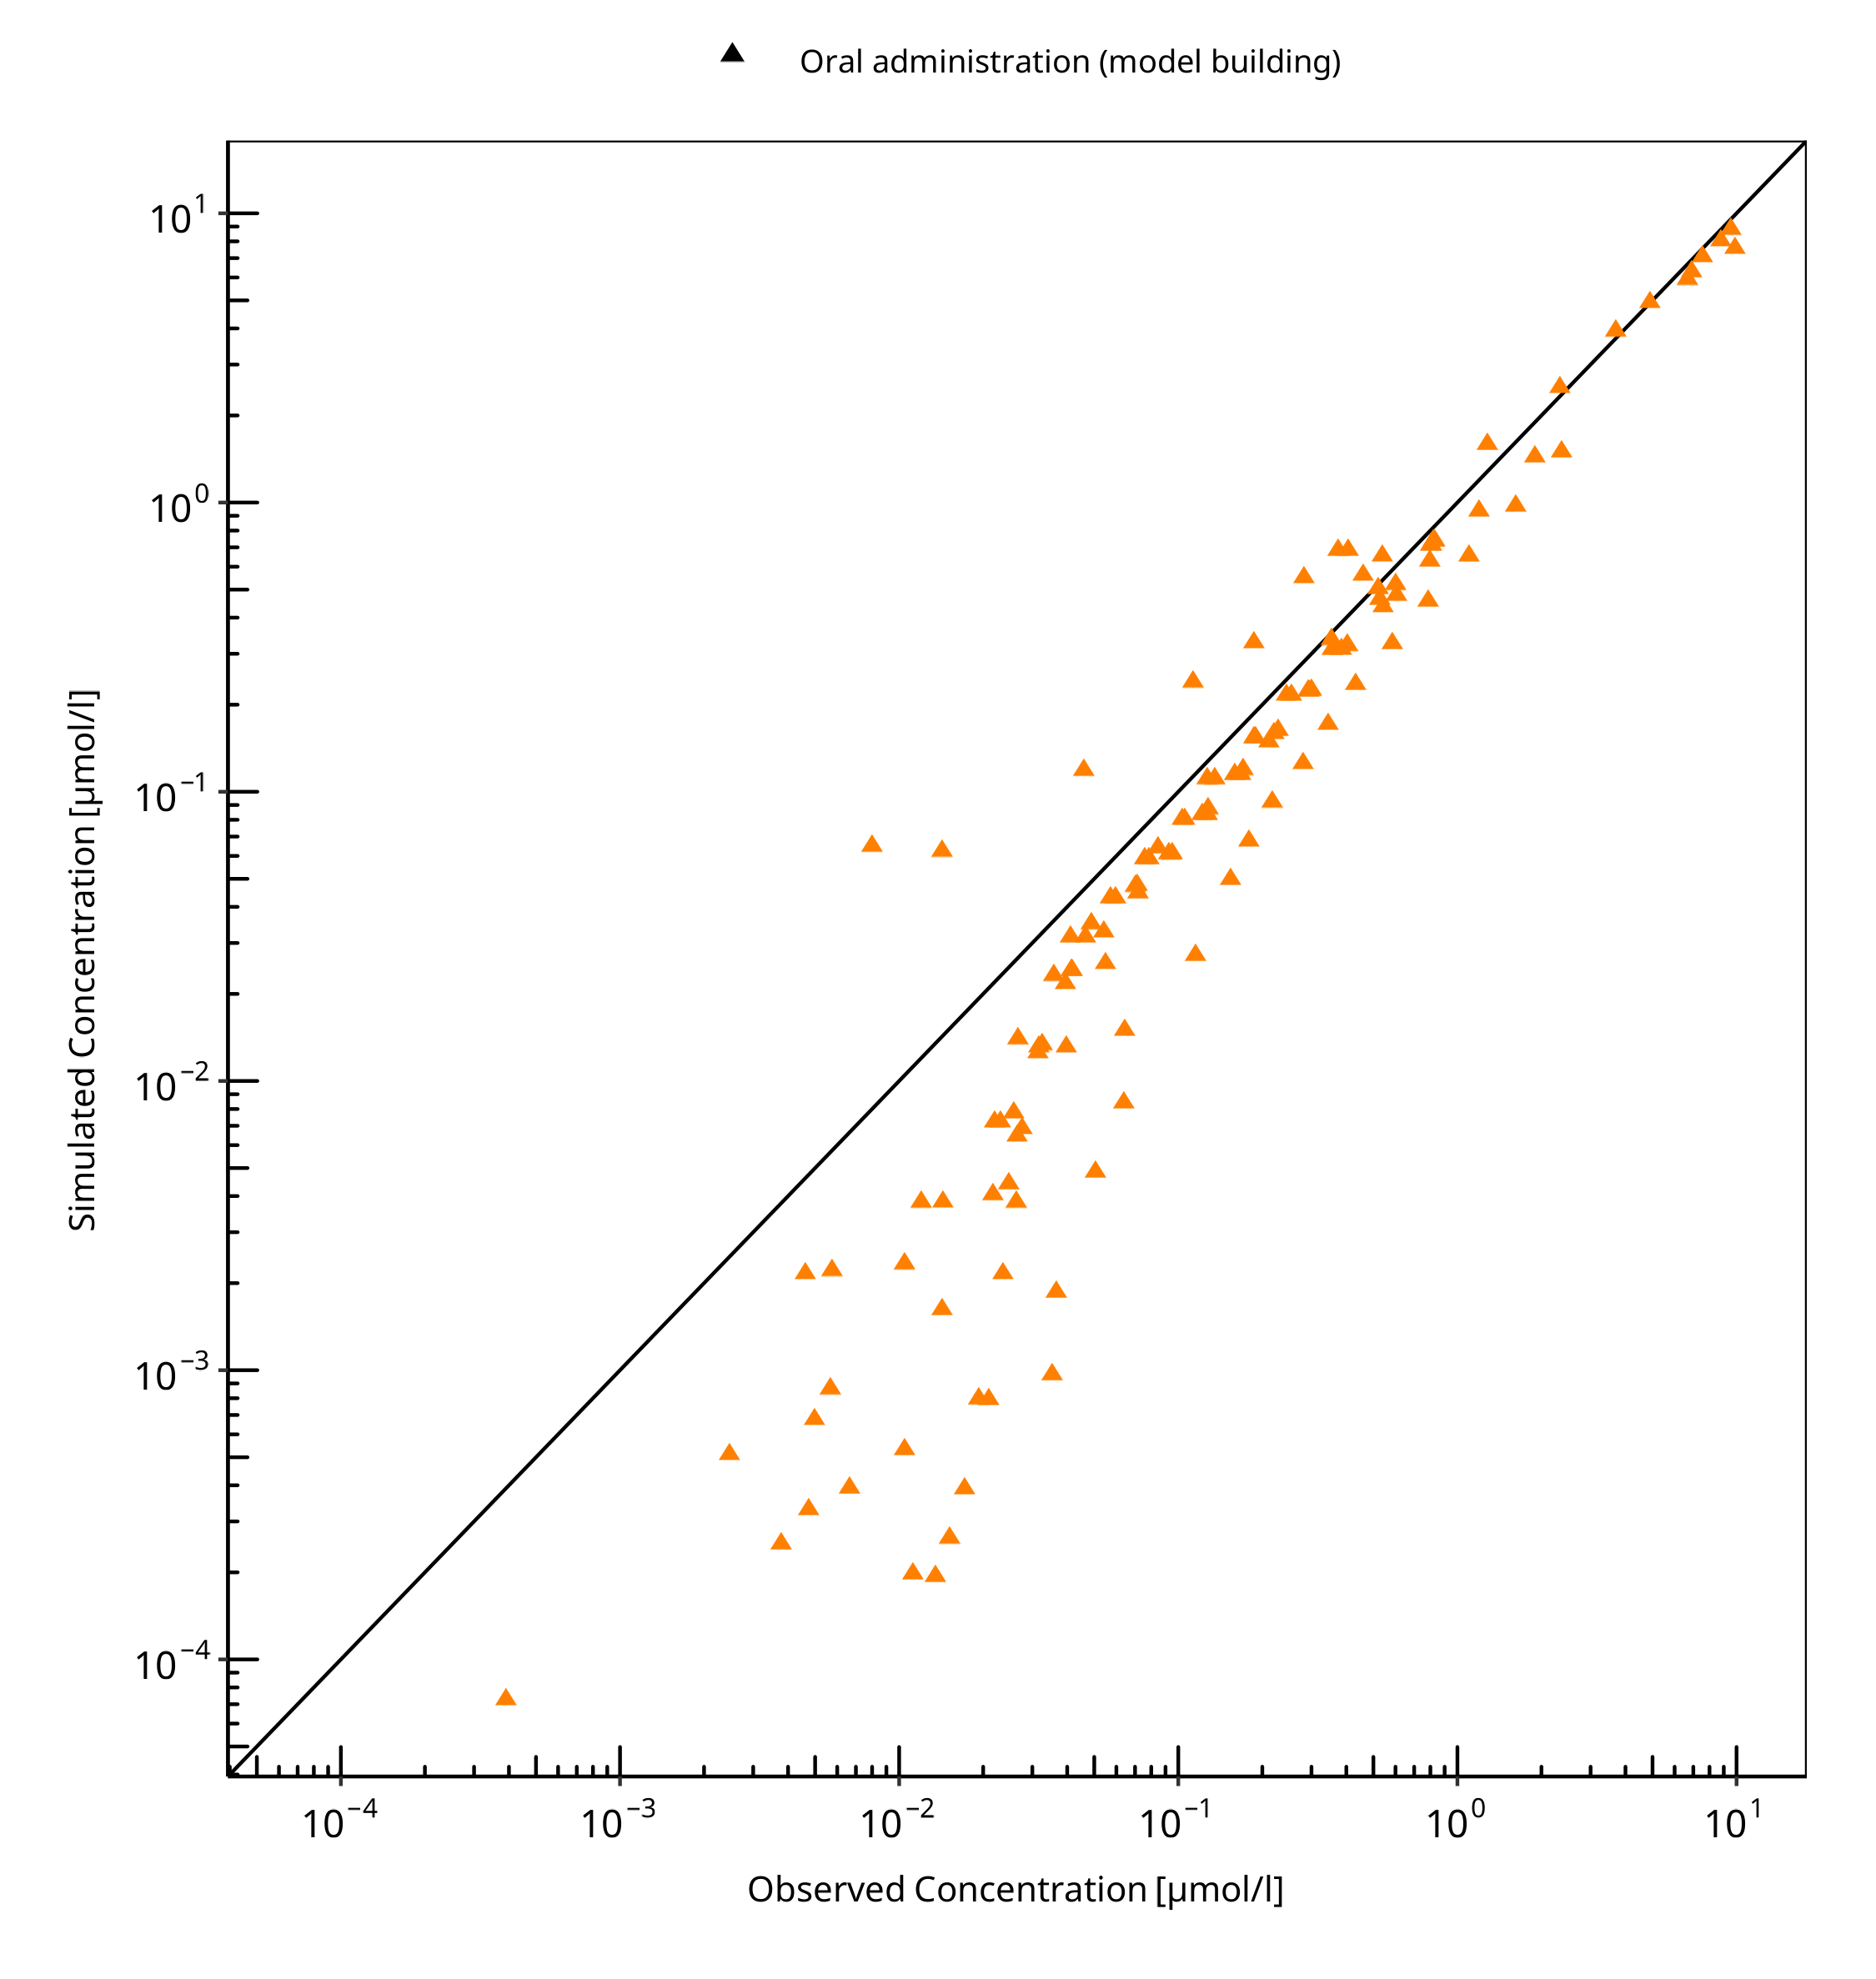 Oral administration (model building)
10¹
10⁰
10⁻¹
10⁻²
10⁻³
10⁻⁴
Simulated Concentration [µmol/l]
10⁻⁴ 10⁻³ 10⁻² 10⁻¹ 10⁰ 10¹
Observed Concentration [µmol/l]